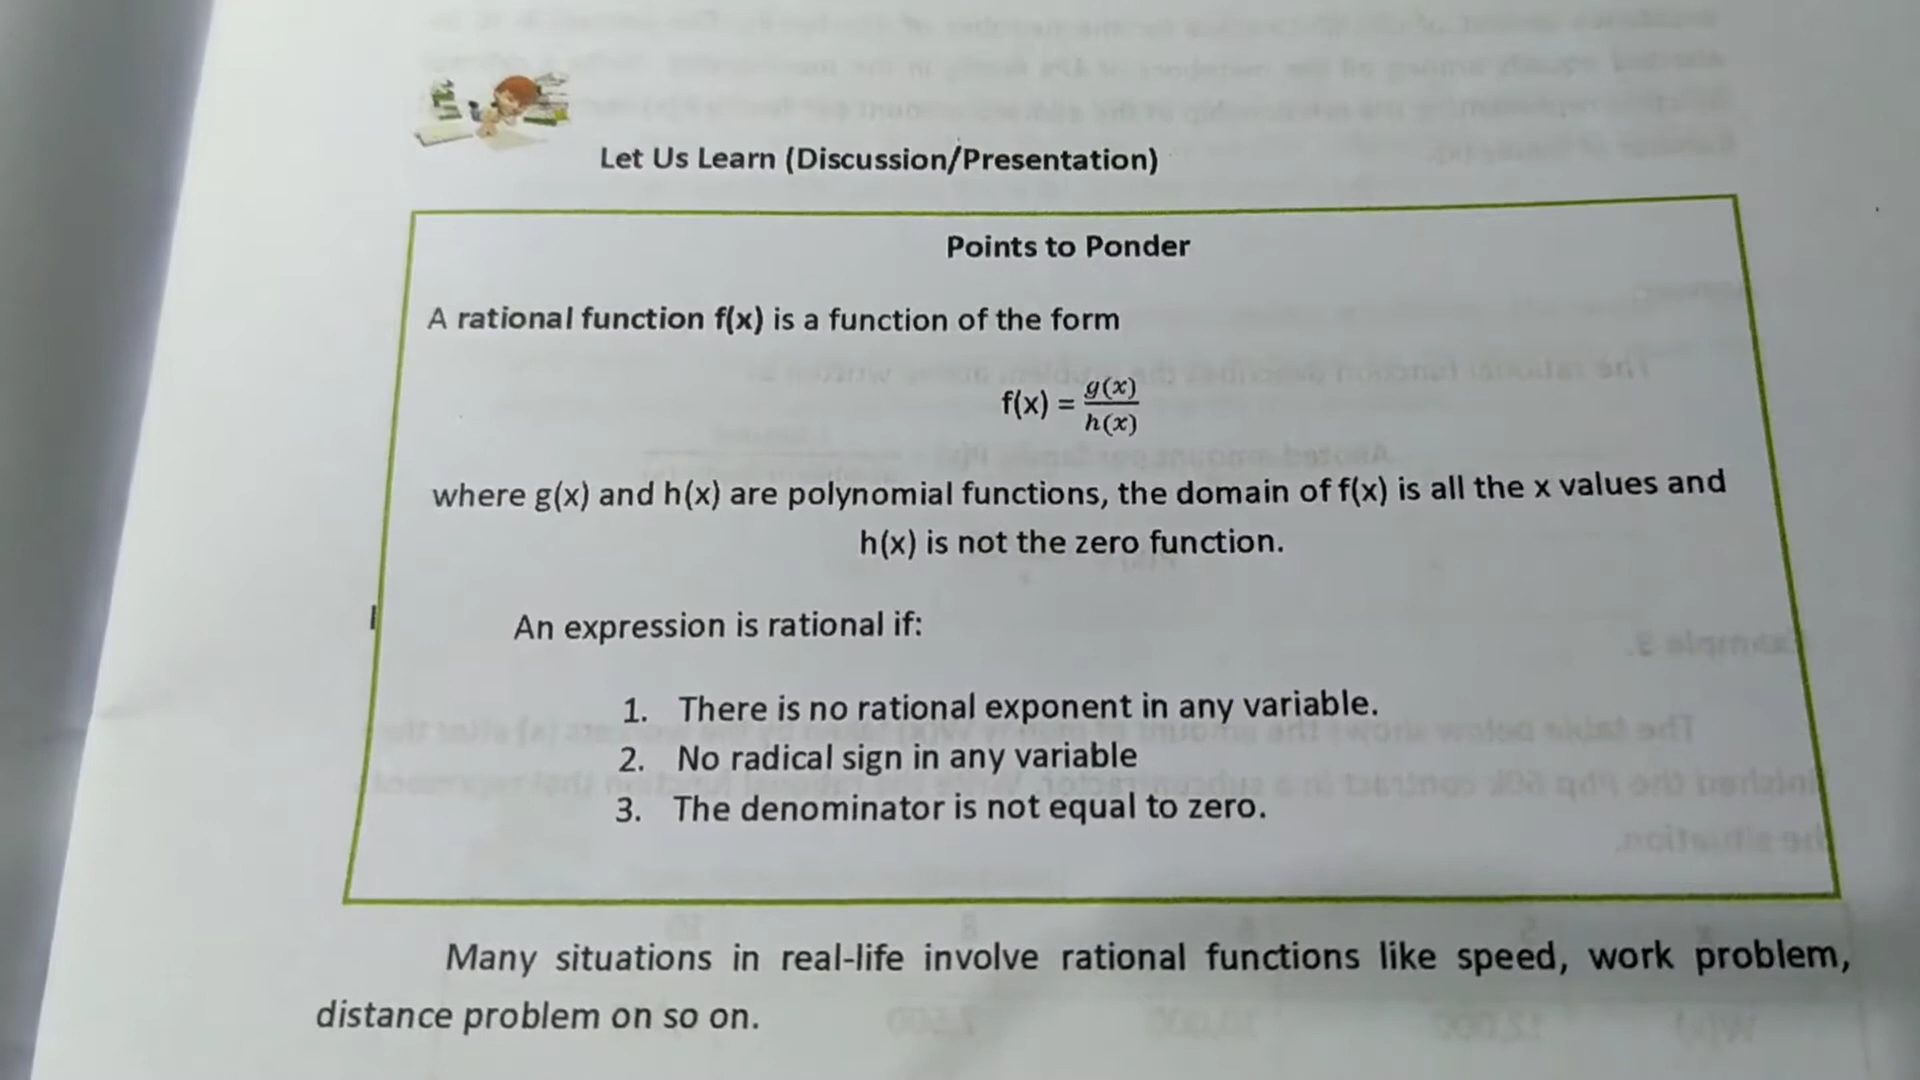 Let Us Learn (Discussion/Presentation)
Points to Ponder
A rational function f(x) is a function of the form
f(x) = g(x)/h(x)
where g(x) and h(x) are polynomial functions, the domain of f(x) is all the x values and
h(x) is not the zero function.
An expression is rational if:
1. There is no rational exponent in any variable.
2. No radical sign in any variable
3. The denominator is not equal to zero.
Many situations in real-life involve rational functions like speed, work problem,
distance problem on so on.